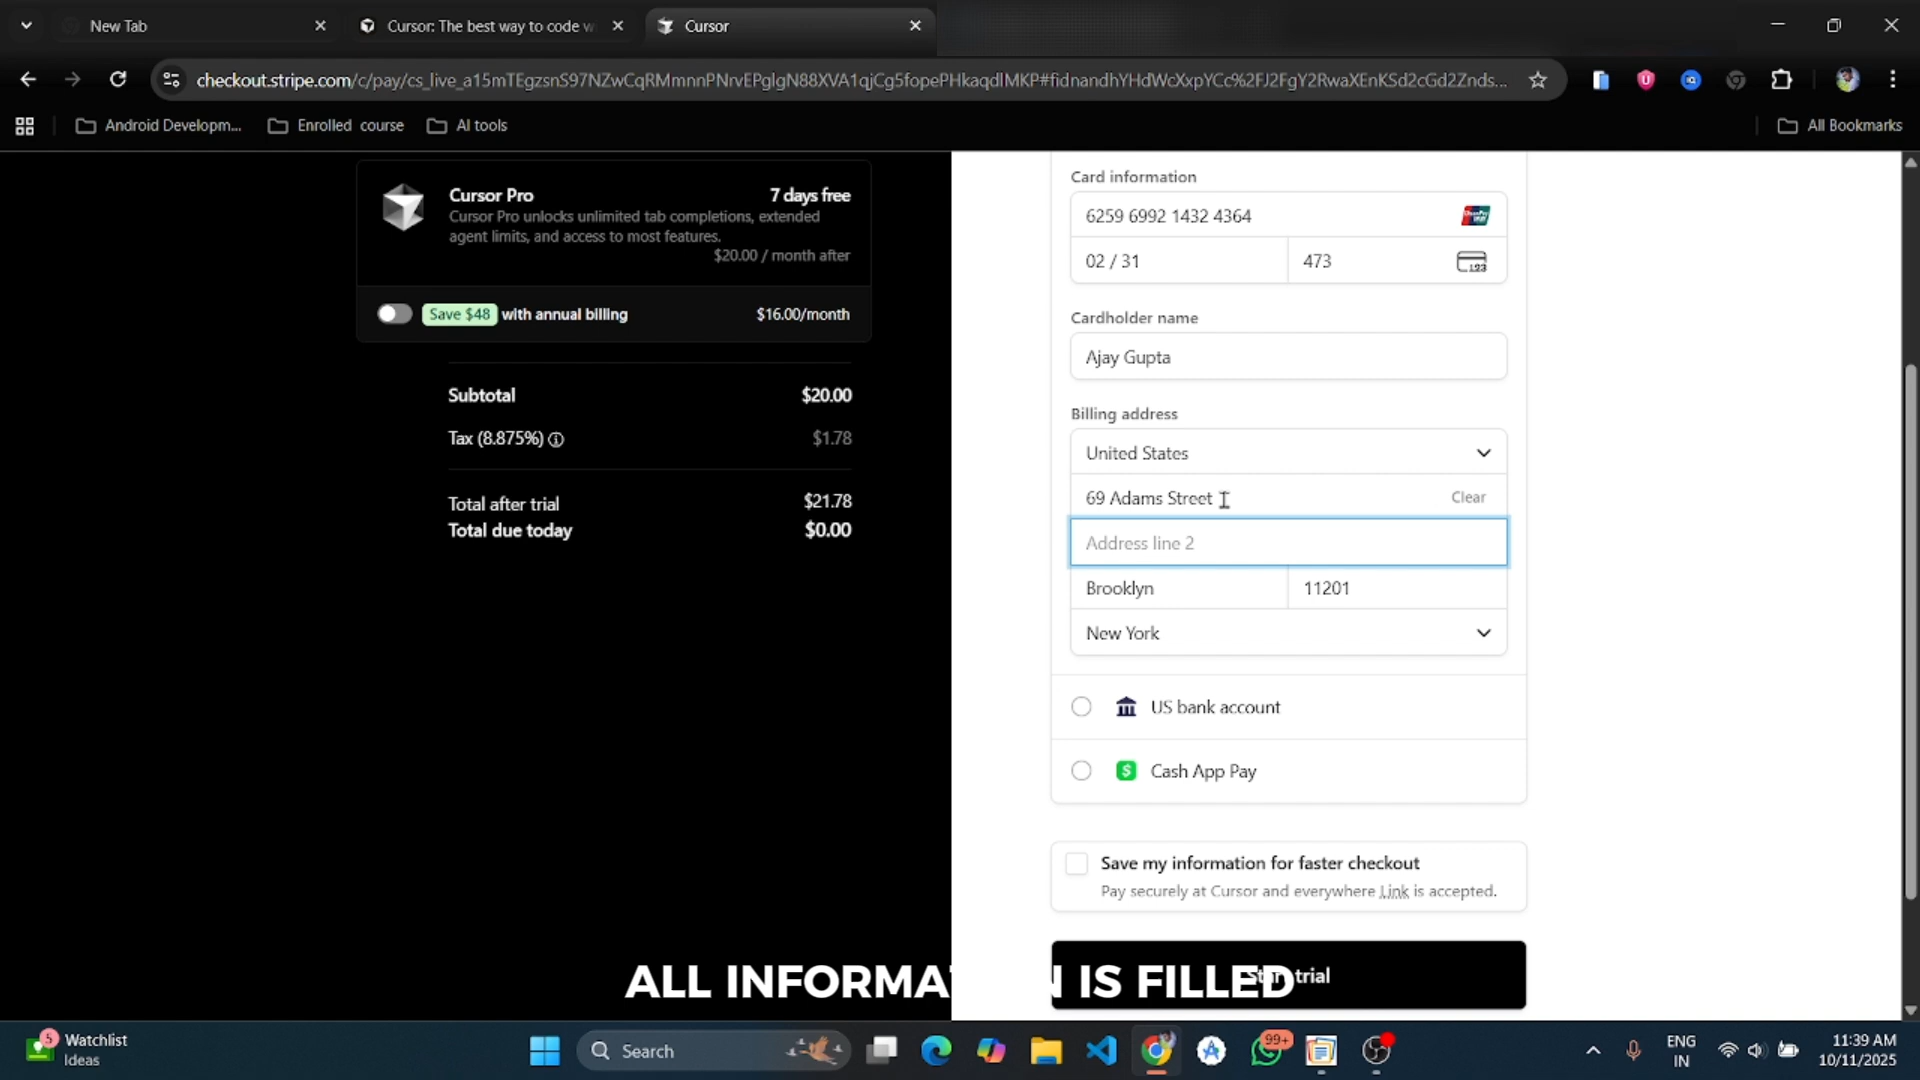 New Tab
Cursor: The best way to code w
Cursor
checkout.stripe.com/c/pay/cs_live_a15mTEgzsnS97NZwCqRMmnnPNrvEPglgN88XVA1qjCg5fopePHkaqdlMKP#fidnandhYHdWcXxpYCc%2FJ2FgY2RwaXEnKSd2cGd2Znds...
Android Developm...
Enrolled course
AI tools
All Bookmarks
Cursor Pro
7 days free
Cursor Pro unlocks unlimited tab completions, extended
agent limits, and access to most features.
$20.00 / month after
Save $48 with annual billing
$16.00/month
Subtotal
$20.00
Tax (8.875%)
$1.78
Total after trial
$21.78
Total due today
$0.00
Card information
6259 6992 1432 4364
02 / 31
473
Cardholder name
Ajay Gupta
Billing address
United States
69 Adams Street
Clear
Address line 2
Brooklyn
11201
New York
US bank account
Cash App Pay
Save my information for faster checkout
Pay securely at Cursor and everywhere Link is accepted.
trial
IS FILLED
5
Watchlist
Ideas
Search
99+
ENG
IN
11:39 AM
10/11/2025